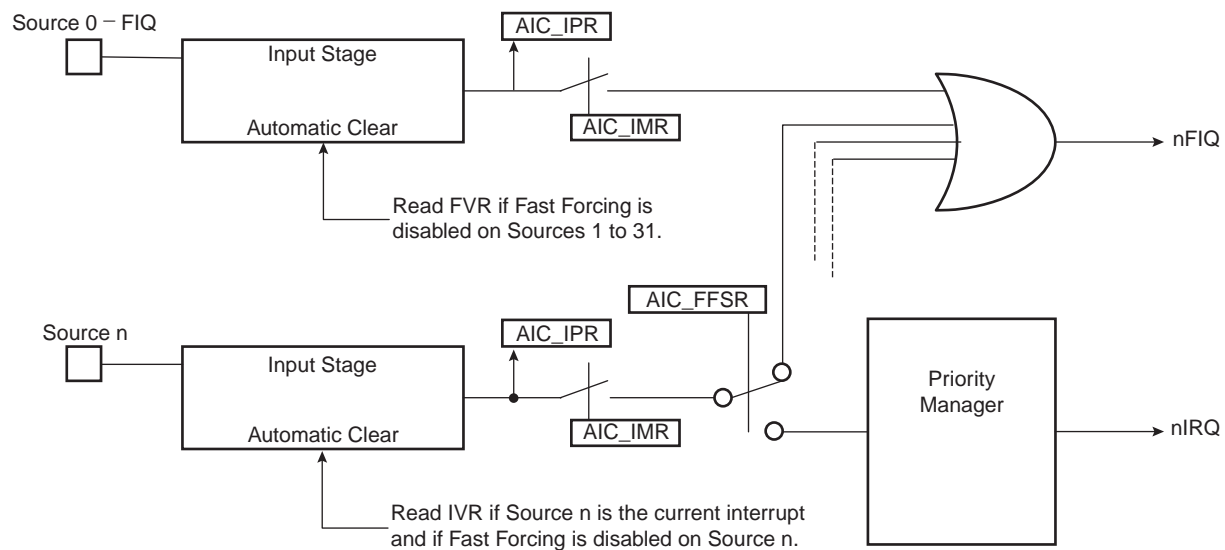 Source 0 – FIQ
AIC_IPR
Input Stage
Automatic Clear
AIC_IMR
nFIQ
Read FVR if Fast Forcing is
disabled on Sources 1 to 31.
AIC_FFSR
Source n
AIC_IPR
Input Stage
Automatic Clear
AIC_IMR
Priority
Manager
nIRQ
Read IVR if Source n is the current interrupt
and if Fast Forcing is disabled on Source n.